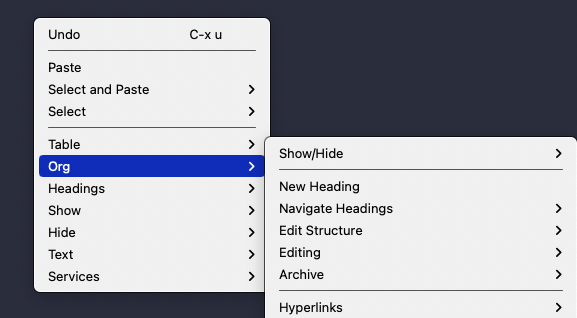 Undo C-x u
Paste
Select and Paste
Select
Table
Org
Headings
Show
Hide
Text
Services
Show/Hide
New Heading
Navigate Headings
Edit Structure
Editing
Archive
Hyperlinks